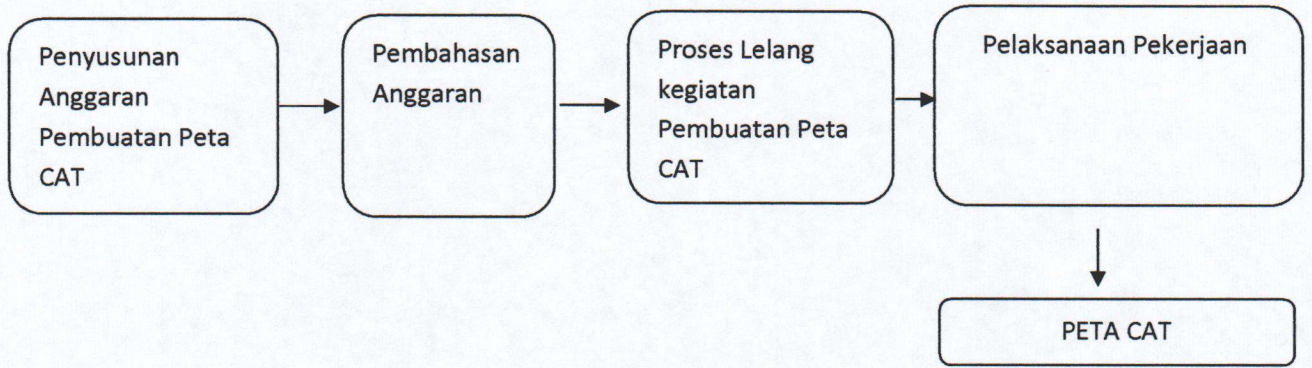 Penyusunan
Anggaran
Pembuatan Peta
CAT
Pembahasan
Anggaran
Proses Lelang
kegiatan
Pembuatan Peta
CAT
Pelaksanaan Pekerjaan
PETA CAT